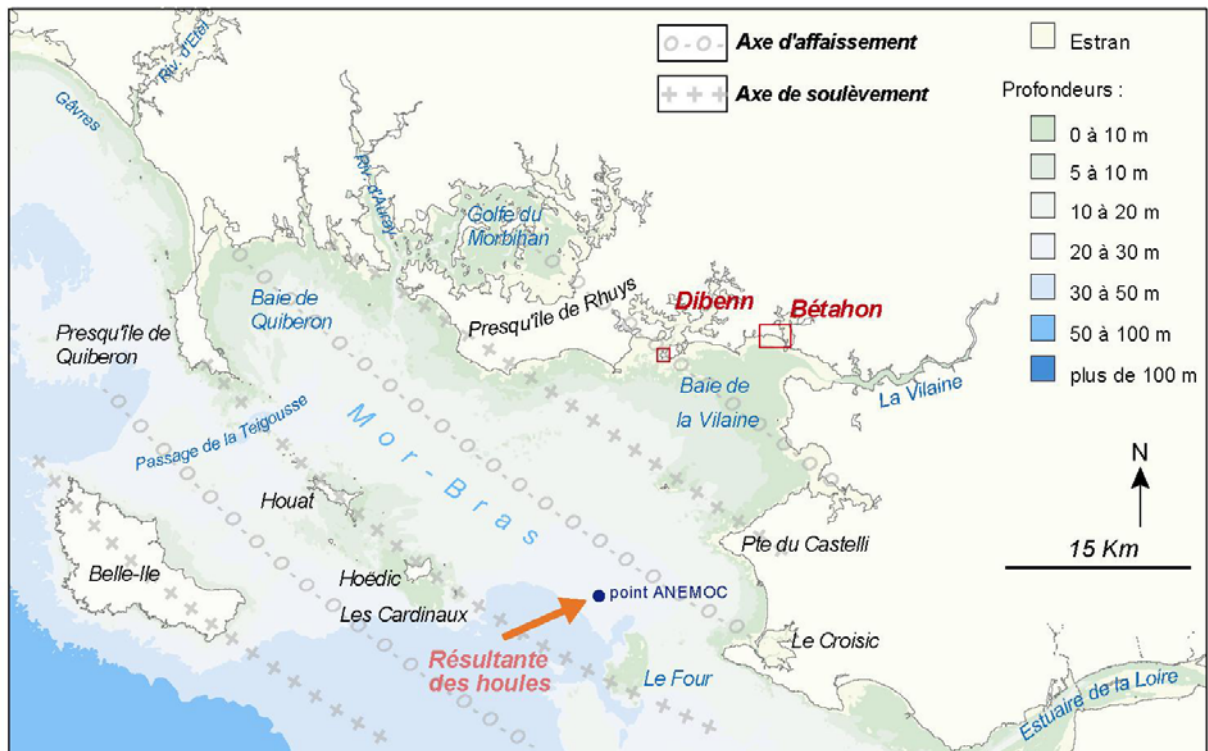 Axe d'affaissement
Axe de soulèvement
Estran
Profondeurs :
0 à 10 m
5 à 10 m
10 à 20 m
20 à 30 m
30 à 50 m
50 à 100 m
plus de 100 m
Riv. d'Etel
Gâvres
Riv. d'Auray
Golfe du
Morbihan
Baie de
Quiberon
Presqu'île de Rhuys
Dibenn
Bétahon
Presqu'île de
Quiberon
Baie de
la Vilaine
La Vilaine
Passage de la Teigousse
Mor-Bras
N
Houat
Pte du Castelli
15 Km
Belle-Ile
Hoëdic
Les Cardinaux
point ANEMOC
Le Croisic
Résultante
des houles
Le Four
Estuaire de la Loire